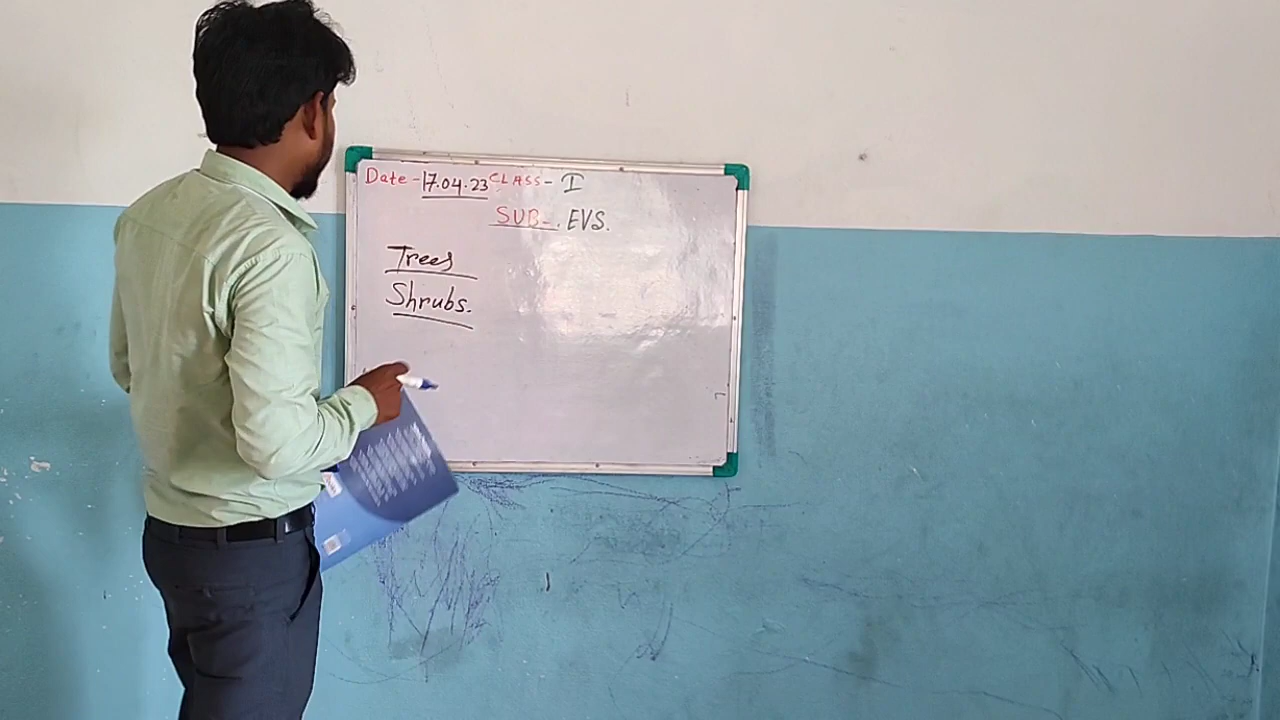 Date - 17.04.23 CLASS - I
SUB - . EVS.
Trees
Shrubs.